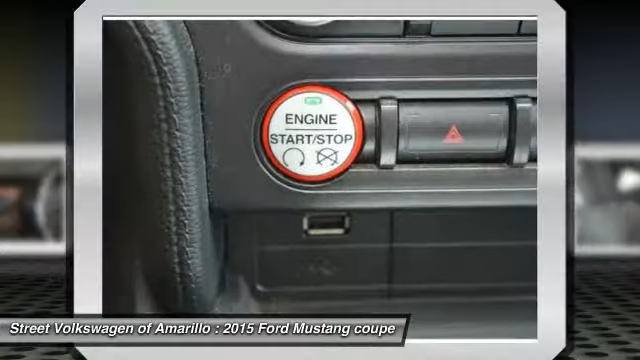 ENGINE
START/STOP
Street Volkswagen of Amarillo : 2015 Ford Mustang coupe